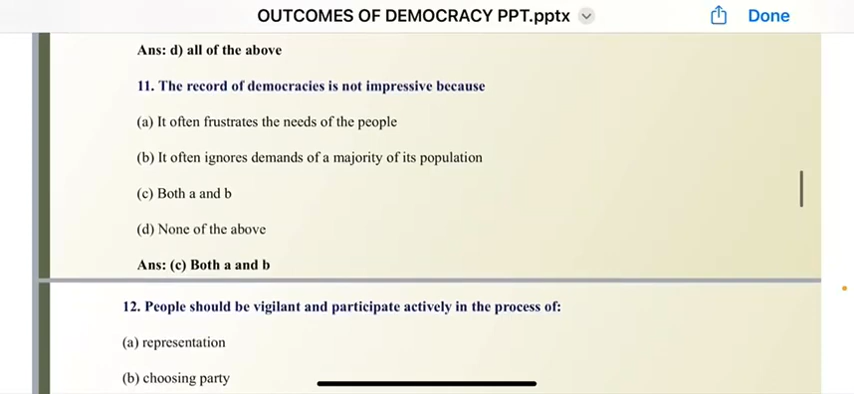 OUTCOMES OF DEMOCRACY PPT.pptx
Done
Ans: d) all of the above
11. The record of democracies is not impressive because
(a) It often frustrates the needs of the people
(b) It often ignores demands of a majority of its population
(c) Both a and b
(d) None of the above
Ans: (c) Both a and b
12. People should be vigilant and participate actively in the process of:
(a) representation
(b) choosing party